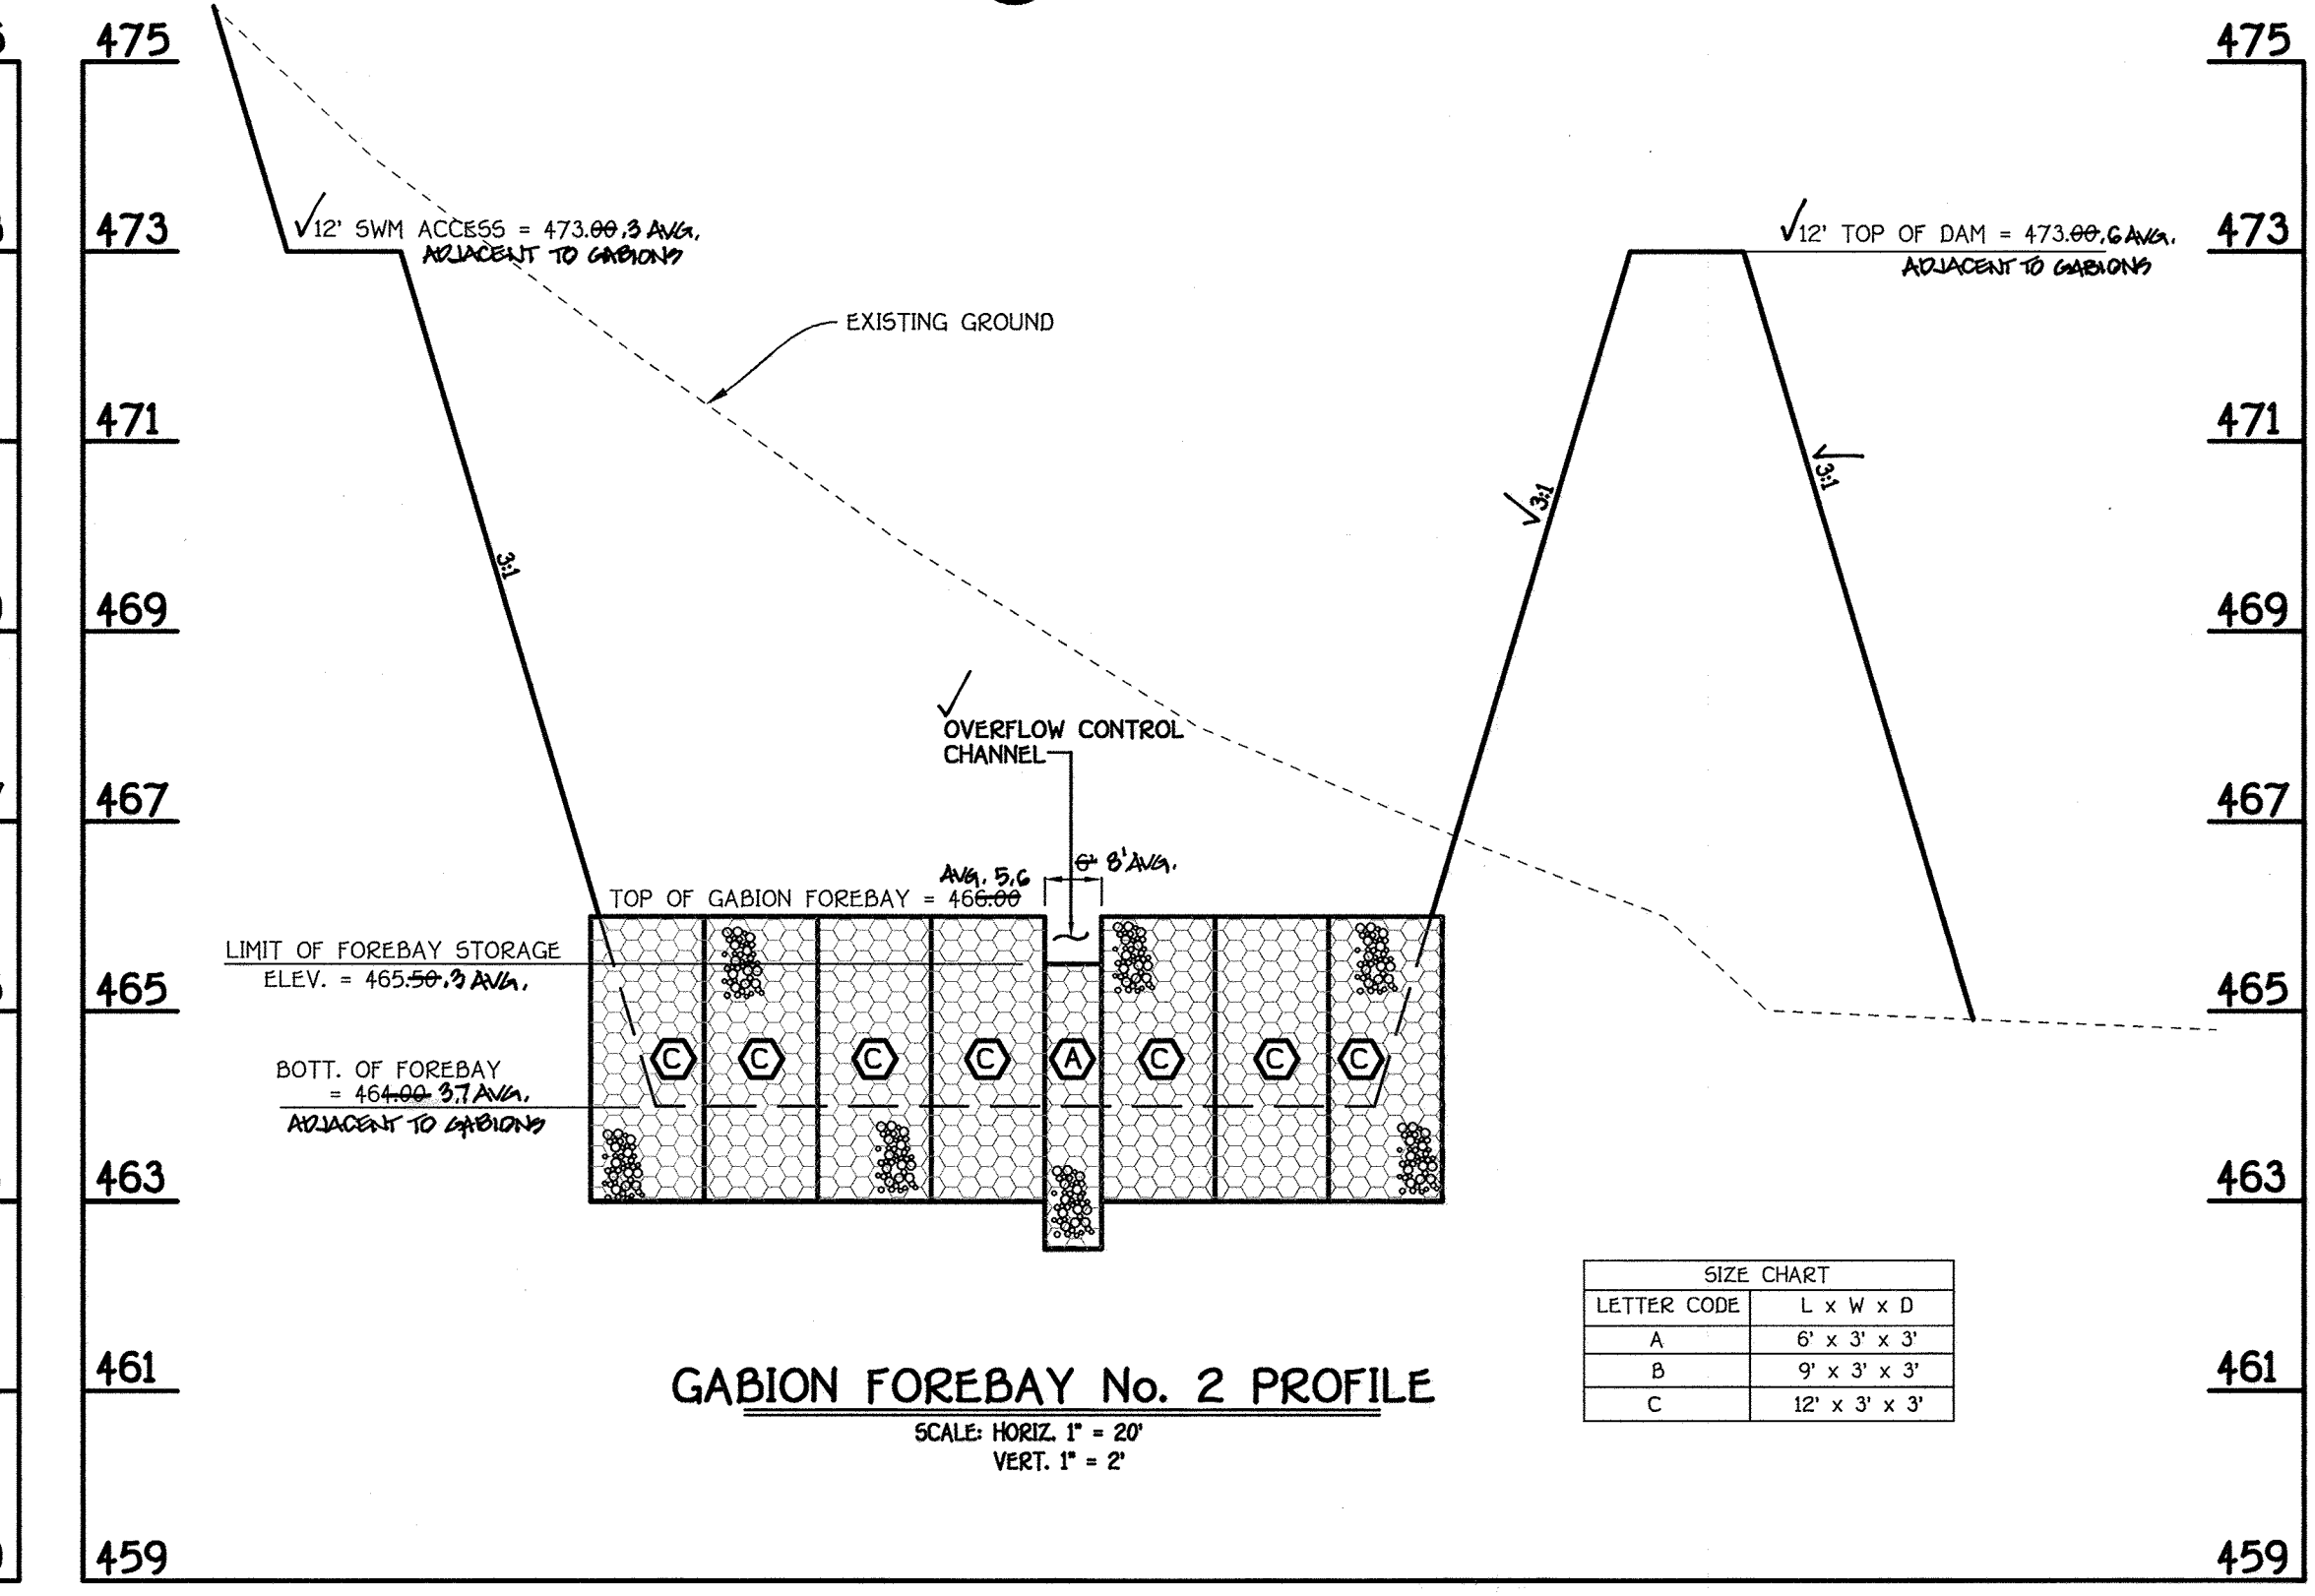 475
475
12' SWM ACCESS = 473.00 .3 AVG.
ADJACENT TO GABIONS
473
12' TOP OF DAM = 473.00 .6 AVG.
ADJACENT TO GABIONS
473
EXISTING GROUND
471
471
3:1
3:1
3:1
469
469
OVERFLOW CONTROL
CHANNEL
467
467
6' 8' AVG.
AVG. 5.6
TOP OF GABION FOREBAY = 466.00
LIMIT OF FOREBAY STORAGE
ELEV. = 465.50 .3 AVG.
465
465
C C C C A C C C
BOTT. OF FOREBAY
= 464.00 3.7 AVG.
ADJACENT TO GABIONS
463
463
SIZE CHART
LETTER CODE L x W x D
A 6' x 3' x 3'
B 9' x 3' x 3'
C 12' x 3' x 3'
461
461
GABION FOREBAY No. 2 PROFILE
SCALE: HORIZ. 1" = 20'
VERT. 1" = 2'
459
459